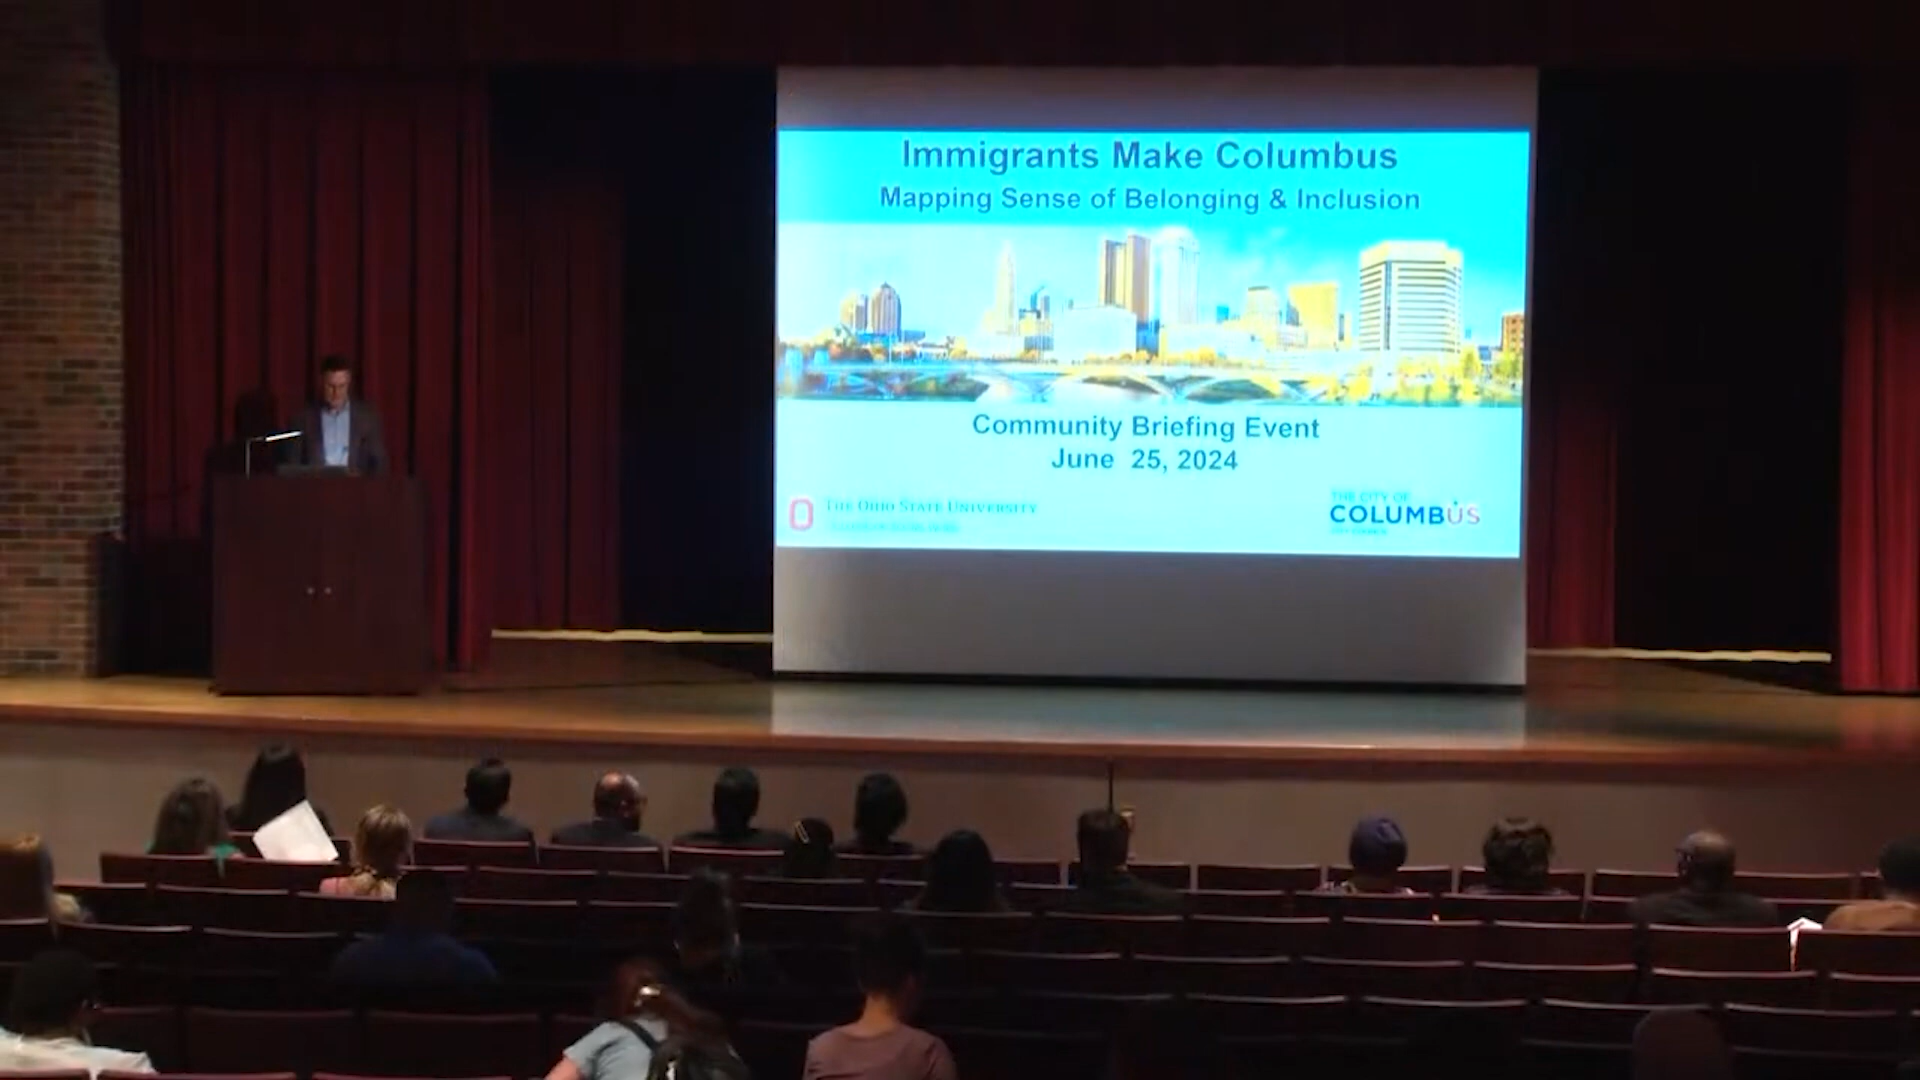 Immigrants Make Columbus
Mapping Sense of Belonging & Inclusion
Community Briefing Event
June 25, 2024
THE OHIO STATE UNIVERSITY
THE CITY OF
COLUMBUS